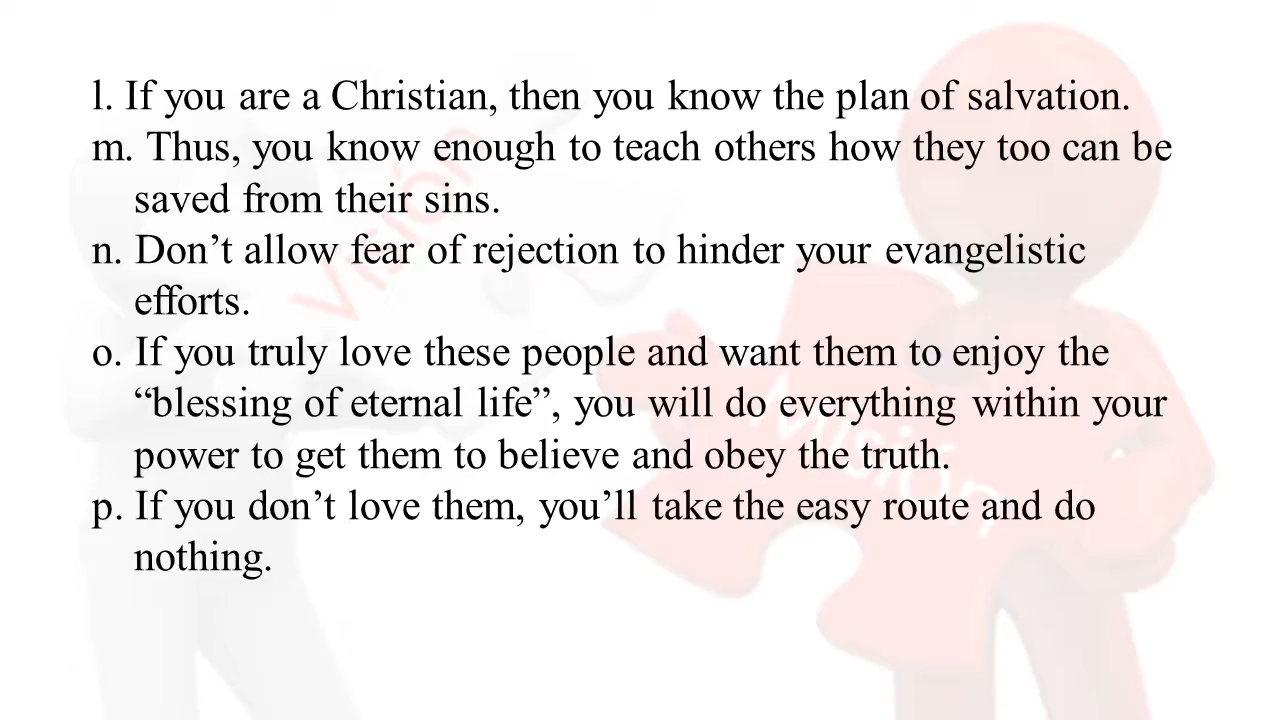 l. If you are a Christian, then you know the plan of salvation.
m. Thus, you know enough to teach others how they too can be
saved from their sins.
n. Don’t allow fear of rejection to hinder your evangelistic
efforts.
o. If you truly love these people and want them to enjoy the
“blessing of eternal life”, you will do everything within your
power to get them to believe and obey the truth.
p. If you don’t love them, you’ll take the easy route and do
nothing.
Visión
Visión